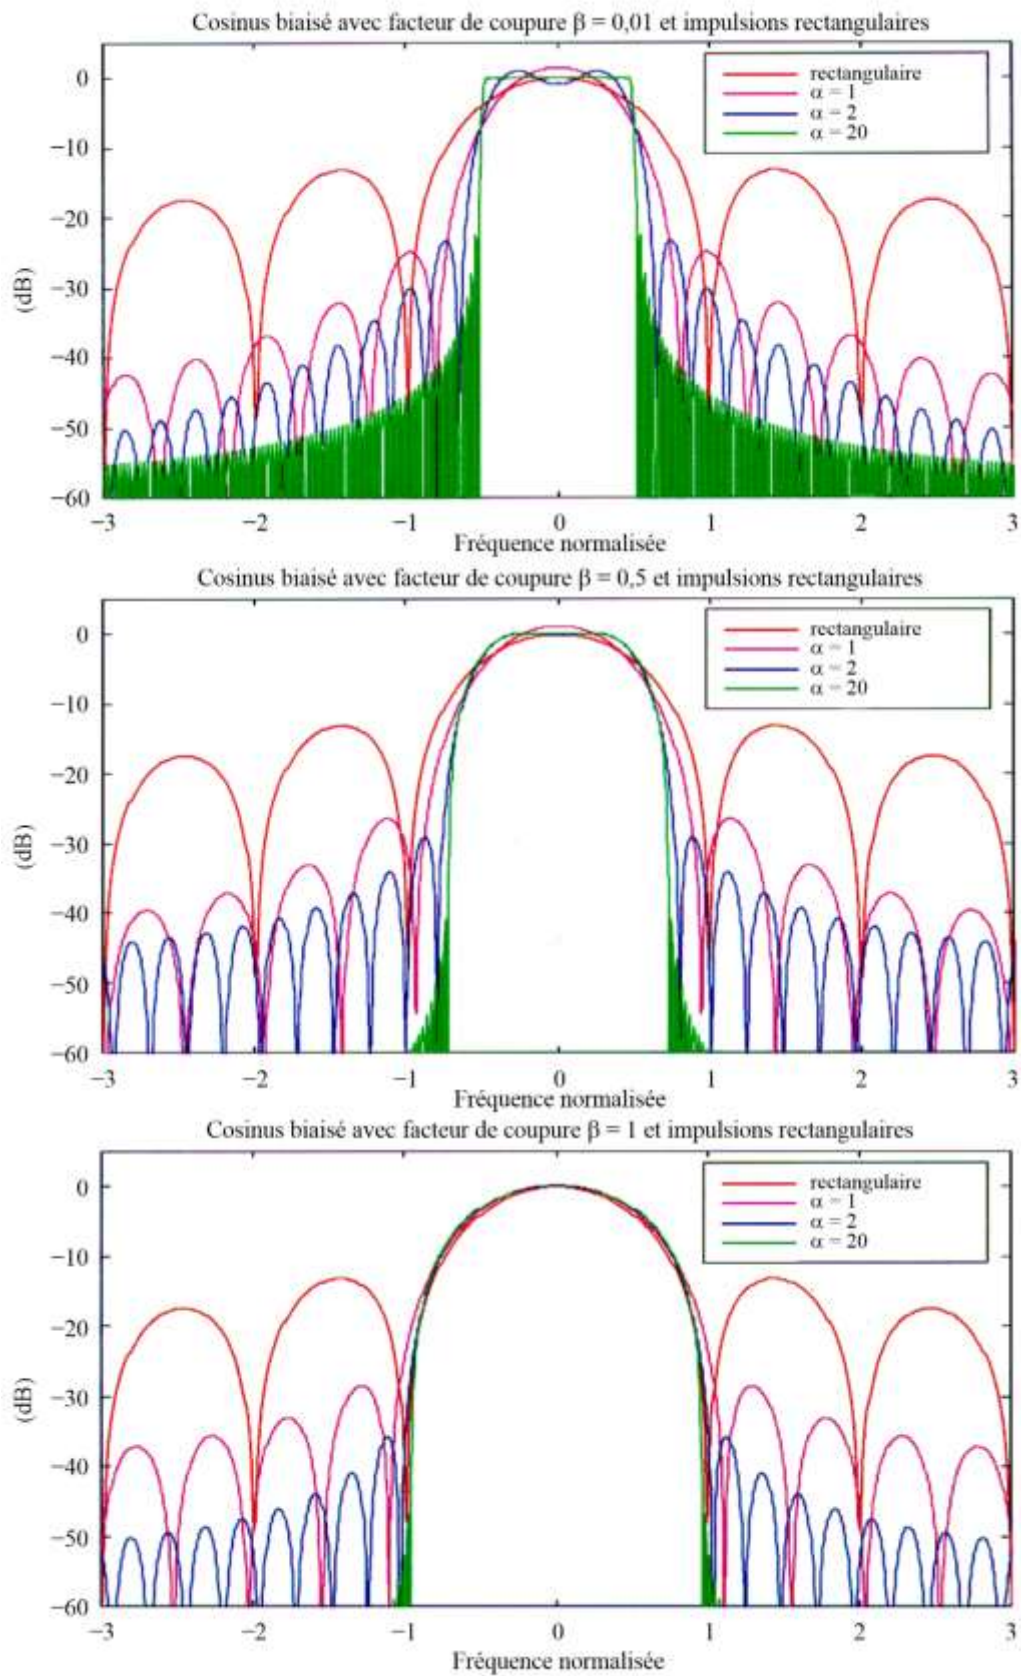 Cosinus biaisé avec facteur de coupure β = 0,01 et impulsions rectangulaires
rectangulaire
α = 1
α = 2
α = 20
0
−10
−20
−30
−40
−50
−60
(dB)
−3 −2 −1 0 1 2 3
Fréquence normalisée
Cosinus biaisé avec facteur de coupure β = 0,5 et impulsions rectangulaires
rectangulaire
α = 1
α = 2
α = 20
0
−10
−20
−30
−40
−50
−60
(dB)
−3 −2 −1 0 1 2 3
Fréquence normalisée
Cosinus biaisé avec facteur de coupure β = 1 et impulsions rectangulaires
rectangulaire
α = 1
α = 2
α = 20
0
−10
−20
−30
−40
−50
−60
(dB)
−3 −2 −1 0 1 2 3
Fréquence normalisée